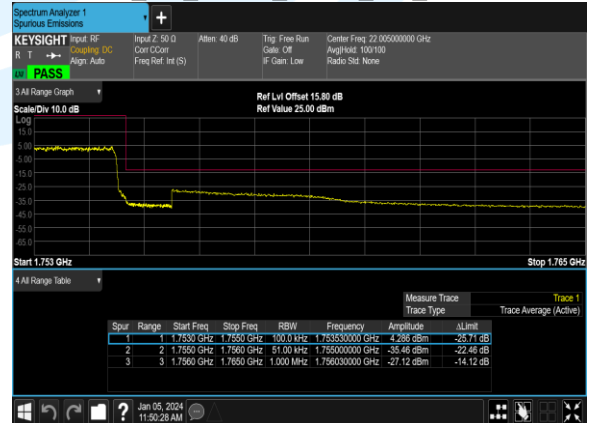 Spectrum Analyzer 1
Spurious Emissions
KEYSIGHT Input: RF Input Z: 50 Ω Atten: 40 dB Trig: Free Run Center Freq: 22.005000000 GHz
R T Coupling: DC Corr CCorr Gate: Off Avg|Hold: 100/100
Align: Auto Freq Ref: Int (S) IF Gain: Low Radio Std: None
PASS
3 All Range Graph Ref Lvl Offset 15.80 dB
Scale/Div 10.0 dB Ref Value 25.00 dBm
Log
15.0
5.00
-5.00
-15.0
-25.0
-35.0
-45.0
-55.0
-65.0
Start 1.753 GHz Stop 1.765 GHz
4 All Range Table
Measure Trace Trace 1
Trace Type Trace Average (Active)
Spur Range Start Freq Stop Freq RBW Frequency Amplitude ΔLimit
1 1 1.7530 GHz 1.7550 GHz 100.0 kHz 1.753530000 GHz 4.286 dBm -25.71 dB
2 2 1.7550 GHz 1.7560 GHz 51.00 kHz 1.755000000 GHz -35.46 dBm -22.46 dB
3 3 1.7560 GHz 1.7650 GHz 1.000 MHz 1.756030000 GHz -27.12 dBm -14.12 dB
? Jan 05, 2024
11:50:28 AM